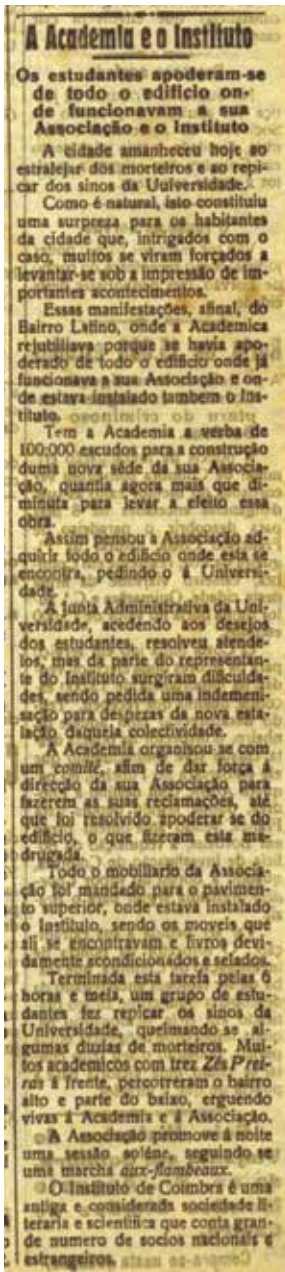 A Academia e o Instituto
Os estudantes apoderam-se
de todo o edificio on-
de funcionavam a sua
Associação e o Instituto
A cidade amanheceu hoje ao
estralejar dos morteiros e ao repi-
car dos sinos da Universidade.
Como é natural, isto constituiu
uma surpreza para os habitantes
da cidade que, intrigados com o
caso, muitos se viram forçados a
levantar-se sob a impressão de im-
portantes acontecimentos.
Essas manifestações, afinal, do
Bairro Latino, onde a Academica
rejubilava porque se havia apo-
derado de todo o edificio onde já
funcionava a sua Associação e on-
de estava instalado tambem o Ins-
tituto.
Tem a Academia a verba de
100:000 escudos para a construção
duma nova séde da sua Associa-
ção, quantia agora mais que di-
minuta para levar a efeito essa
obra.
Assim pensou a Associação ad-
quirir todo o edificio onde esta se
encontra, pedindo o á Universi-
dade.
A Junta Administrativa da Uni-
versidade, acedendo aos desejos
dos estudantes, resolveu atende-
los, mas da parte do representan-
te do Instituto surgiram dificulda-
des, sendo pedida uma indemeni-
sação para despezas da nova esta-
lação daquela colectividade.
A Academia organisou-se com
um comité, afim de dar força á
direcção da sua Associação para
fazerem as suas reclamações, até
que foi resolvido apoderar se do
edificio, o que fizeram esta ma-
drugada.
Todo o mobiliario da Associa-
ção foi mandado para o pavimen-
to superior, onde estava instalado
o Instituto, sendo os moveis que
ali se encontravam e livros devi-
damente acondicionados e selados.
Terminada esta tarefa pelas 6
horas e meia, um grupo de estu-
dantes fez repicar os sinos da
Universidade, queimando se al-
gumas duzias de morteiros. Mui-
tos academicos com trez Zés P'rei-
ras á frente, percorreram o bairro
alto e parte do baixo, erguendo
vivas á Academia e á Associação.
A Associação promove á noite
uma sessão soléne, seguindo se
uma marcha aux-flambeaux.
O Instituto de Coimbra é uma
antiga e considerada sociedade li-
teraria e scientifica que conta gran-
de numero de socios nacionais e
estrangeiros.